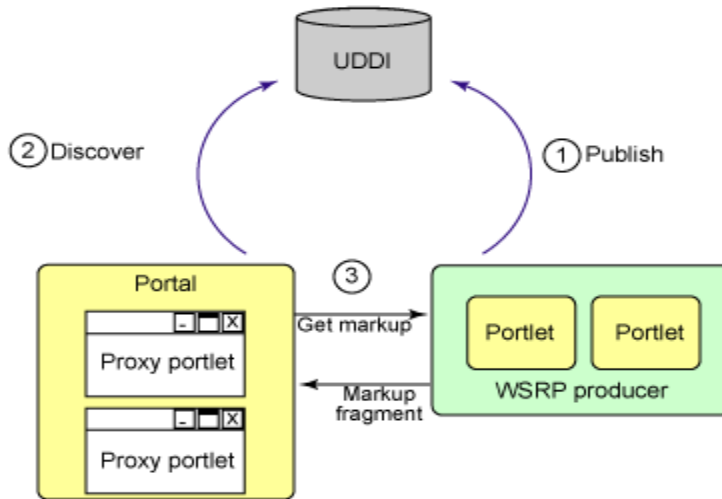 UDDI
2 Discover
1 Publish
Portal
3
_ X
Proxy portlet
_ X
Proxy portlet
Get markup
Markup
fragment
Portlet
Portlet
WSRP producer